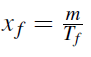 x_f = \frac{m}{T_f}